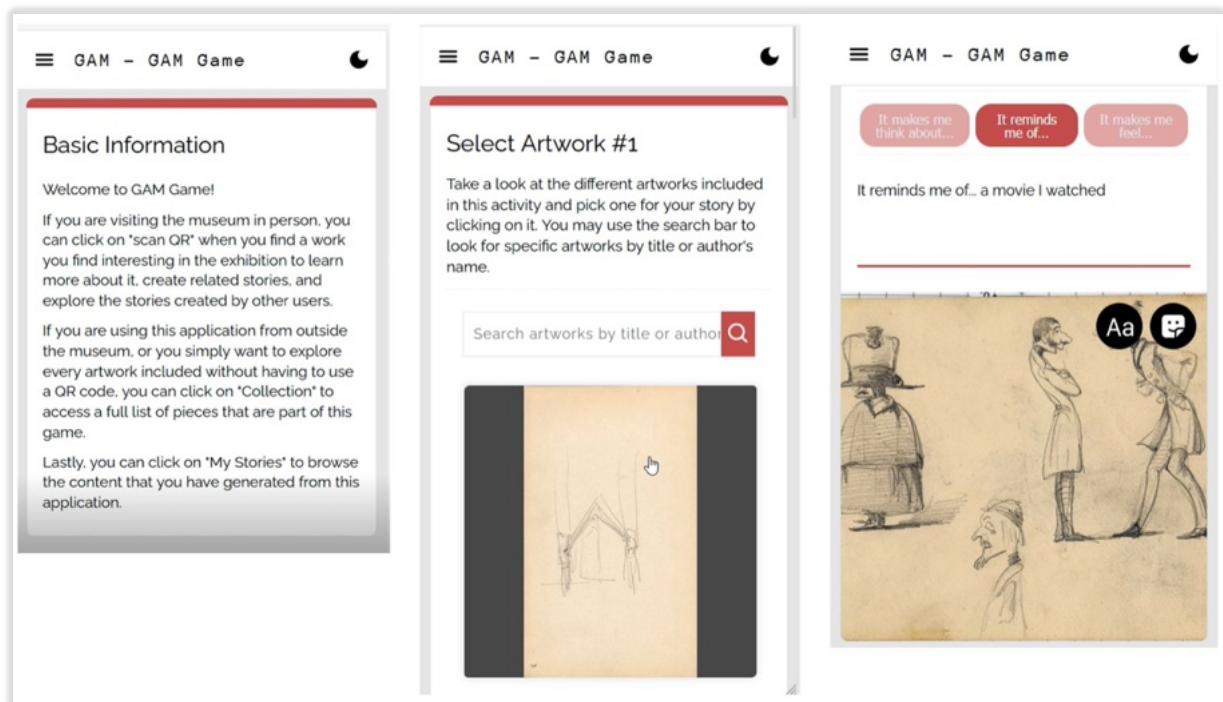 GAM - GAM Game
Basic Information
Welcome to GAM Game!
If you are visiting the museum in person, you
can click on "scan QR" when you find a work
you find interesting in the exhibition to learn
more about it, create related stories, and
explore the stories created by other users.
If you are using this application from outside
the museum, or you simply want to explore
every artwork included without having to use
a QR code, you can click on "Collection" to
access a full list of pieces that are part of this
game.
Lastly, you can click on "My Stories" to browse
the content that you have generated from this
application.
GAM - GAM Game
Select Artwork #1
Take a look at the different artworks included
in this activity and pick one for your story by
clicking on it. You may use the search bar to
look for specific artworks by title or author's
name.
Search artworks by title or author
GAM - GAM Game
It makes me
think about...
It reminds
me of...
It makes me
feel...
It reminds me of... a movie I watched
Aa